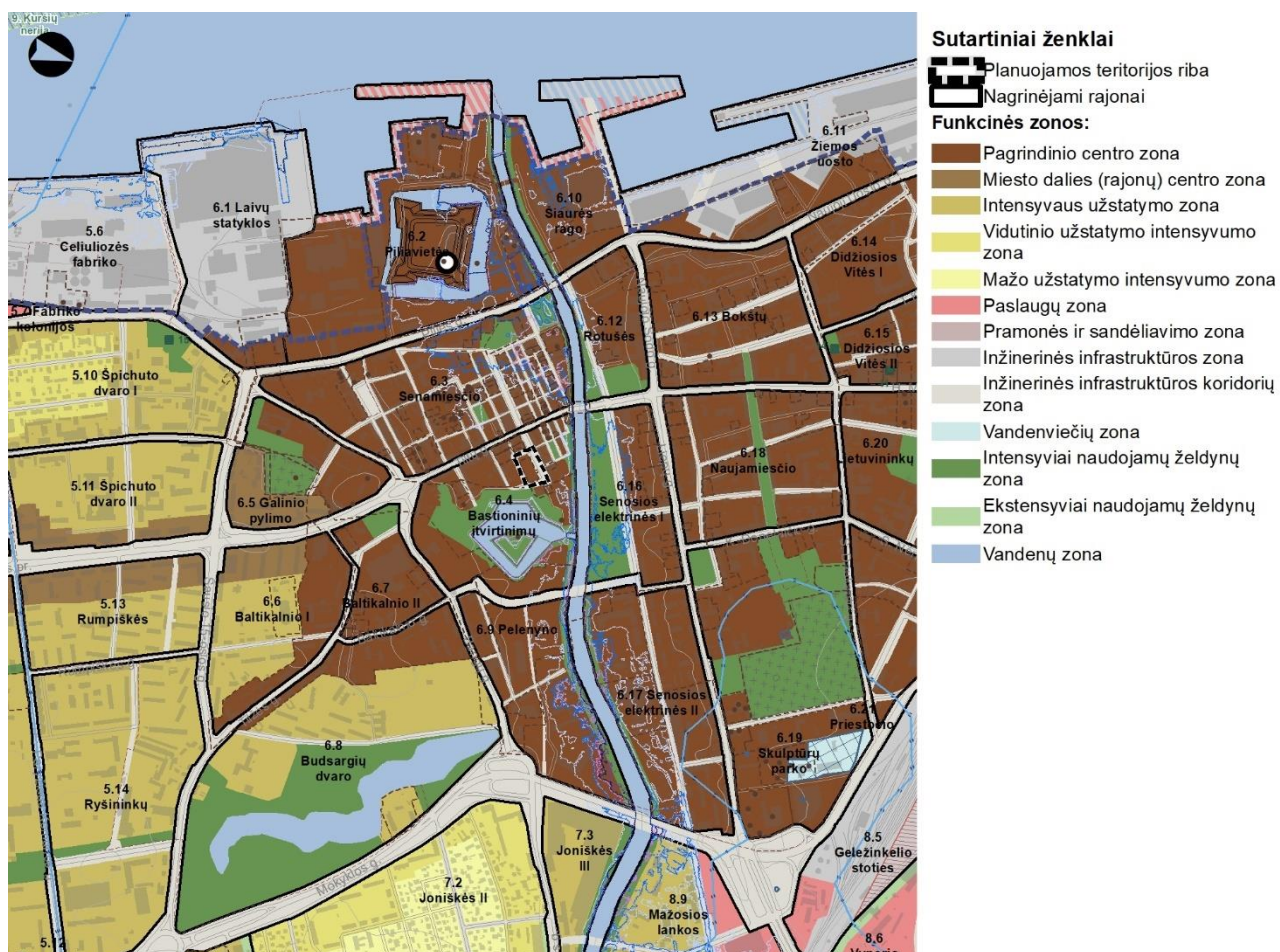 9. Kuršių
nerija
6.11
Žiemos
uosto
6.1 Laivų
statyklos
6.10
Šiaurės
rago
5.6
Celiuliozės
fabriko
6.2
Piliavietės
6.14
Didžiosios
Vitės I
6.13 Bokštų
6.12
Rotušės
6.15
Didžiosios
Vitės II
5.10 Špichuto
dvaro I
6.3
Senamiesčio
6.18
Naujamiesčio
6.20
Lietuvininkų
5.11 Špichuto
dvaro II
6.5 Galinio
pylimo
6.4
Bastioninių
įtvirtinimų
6.16
Senosios
elektrinės I
pr.
5.13
Rumpiškės
6.6
Baltikalnio I
6.7
Baltikalnio II
6.9 Pelenyno
6.17 Senosios
elektrinės II
6.21
Priestočio
6.19
Skulptūrų
parko
6.8
Budsargių
dvaro
5.14
Ryšininkų
7.3
Joniškės
III
8.5
Geležinkelio
stoties
Mokyklos g.
7.2
Joniškės II
8.9
Mažosios
lankos
5.12
8.6
Sutartiniai ženklai
Planuojamos teritorijos riba
Nagrinėjami rajonai
Funkcinės zonos:
Pagrindinio centro zona
Miesto dalies (rajonų) centro zona
Intensyvaus užstatymo zona
Vidutinio užstatymo intensyvumo
zona
Mažo užstatymo intensyvumo zona
Paslaugų zona
Pramonės ir sandėliavimo zona
Inžinerinės infrastruktūros zona
Inžinerinės infrastruktūros koridorių
zona
Vandenviečių zona
Intensyviai naudojamų želdynų
zona
Ekstensyviai naudojamų želdynų
zona
Vandenų zona